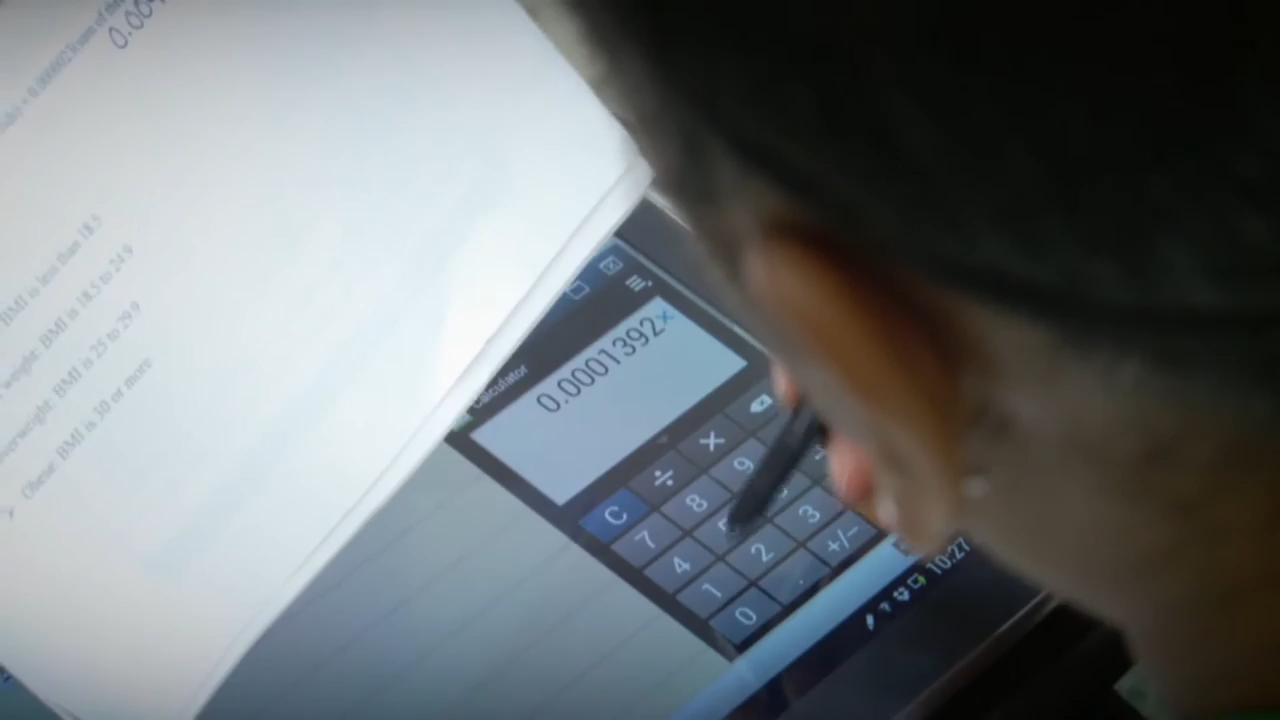 0.00
BMI is less than 18.5
weight: BMI is 18.5 to 24.9
overweight: BMI is 25 to 29.9
Obese: BMI is 30 or more
Calculator
0.0001392×
C ÷ ×
7 8 9
4 5
1 2 3
0 . +/-
10:27